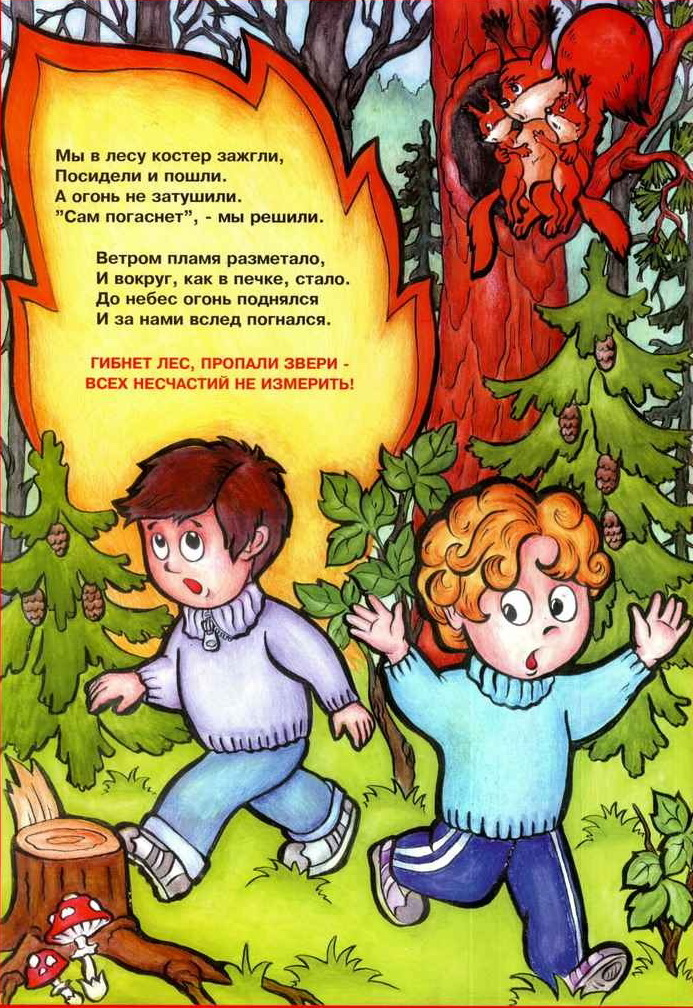 Мы в лесу костер зажгли,
Посидели и пошли.
А огонь не затушили.
"Сам погаснет", - мы решили.
Ветром пламя разметало,
И вокруг, как в печке, стало.
До небес огонь поднялся
И за нами вслед погнался.
ГИБНЕТ ЛЕС, ПРОПАЛИ ЗВЕРИ -
ВСЕХ НЕСЧАСТИЙ НЕ ИЗМЕРИТЬ!